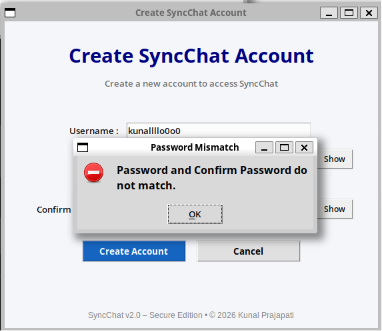 Create SyncChat Account
Create SyncChat Account
Create a new account to access SyncChat
Username : kunallllo0o0
Password Mismatch
Password and Confirm Password do
not match.
Show
Confirm
Show
OK
Create Account Cancel
SyncChat v2.0 – Secure Edition • © 2026 Kunal Prajapati